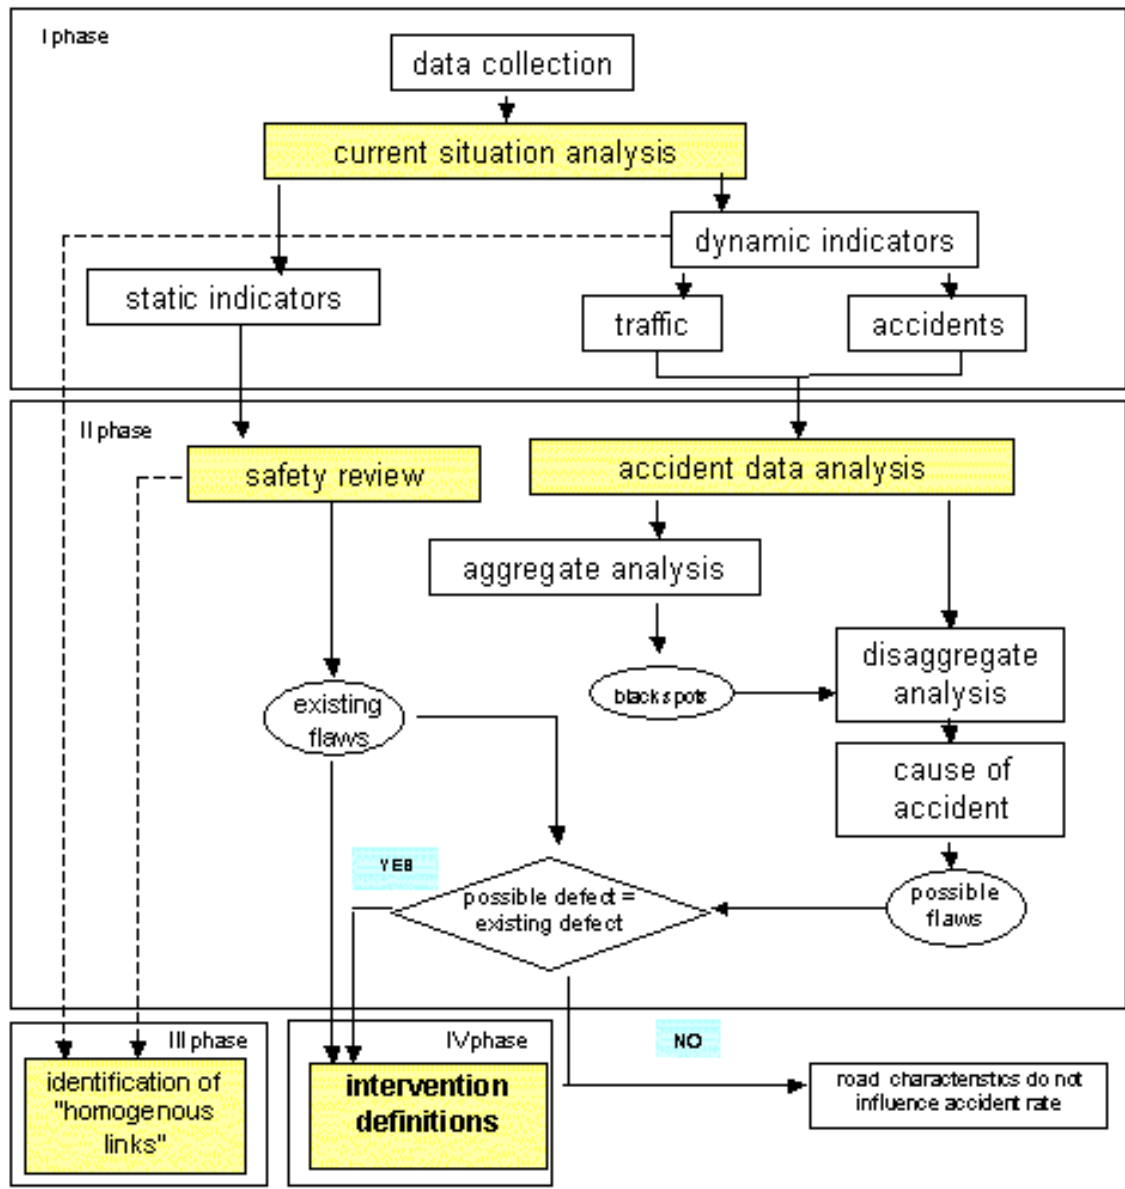 I phase
data collection
current situation analysis
dynamic indicators
static indicators
traffic
accidents
II phase
safety review
accident data analysis
aggregate analysis
disaggregate
analysis
blackspots
existing
flaws
cause of
accident
YES
possible defect =
existing defect
possible
flaws
III phase
identification of
"homogenous
links"
IV phase
intervention
definitions
NO
road characteristics do not
influence accident rate